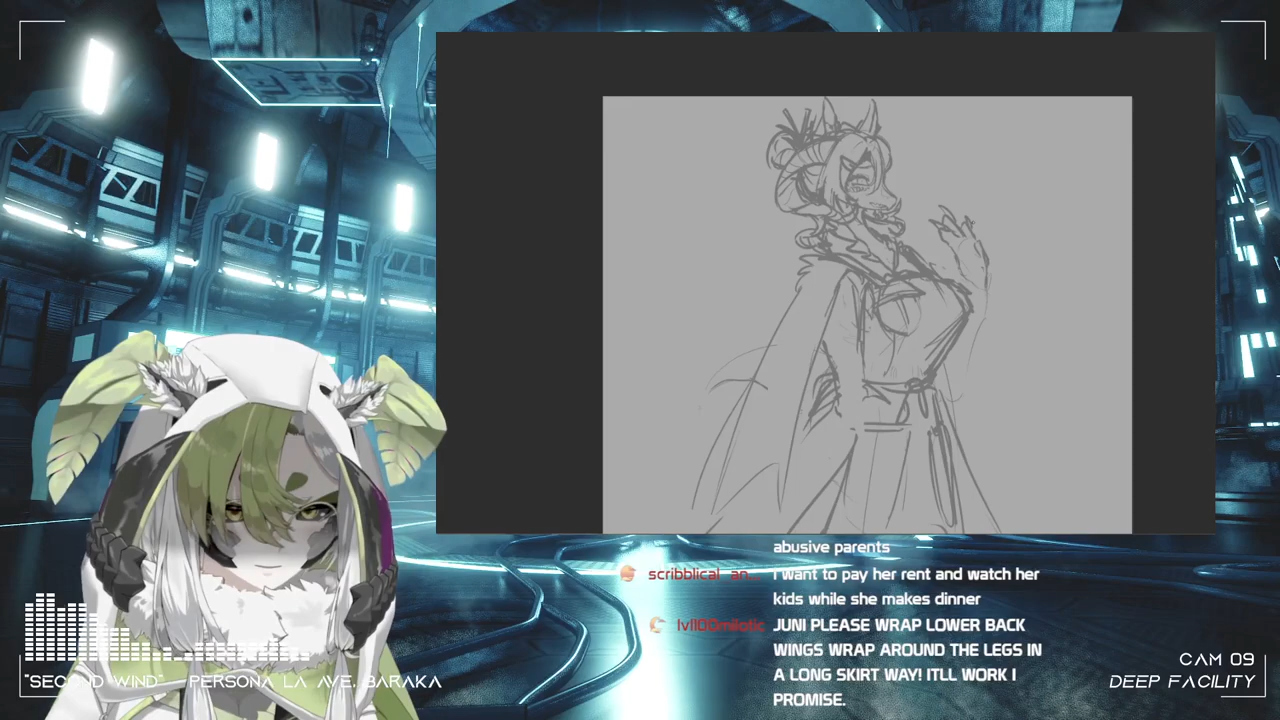 abusive parents
scribblical_an... i want to pay her rent and watch her
kids while she makes dinner
lvl100milotic JUNI PLEASE WRAP LOWER BACK
WINGS WRAP AROUND THE LEGS IN
A LONG SKIRT WAY! ITLL WORK I
PROMISE.
"SECOND WIND" PERSONA LA AVE, BARAKA
CAM 09
DEEP FACILITY